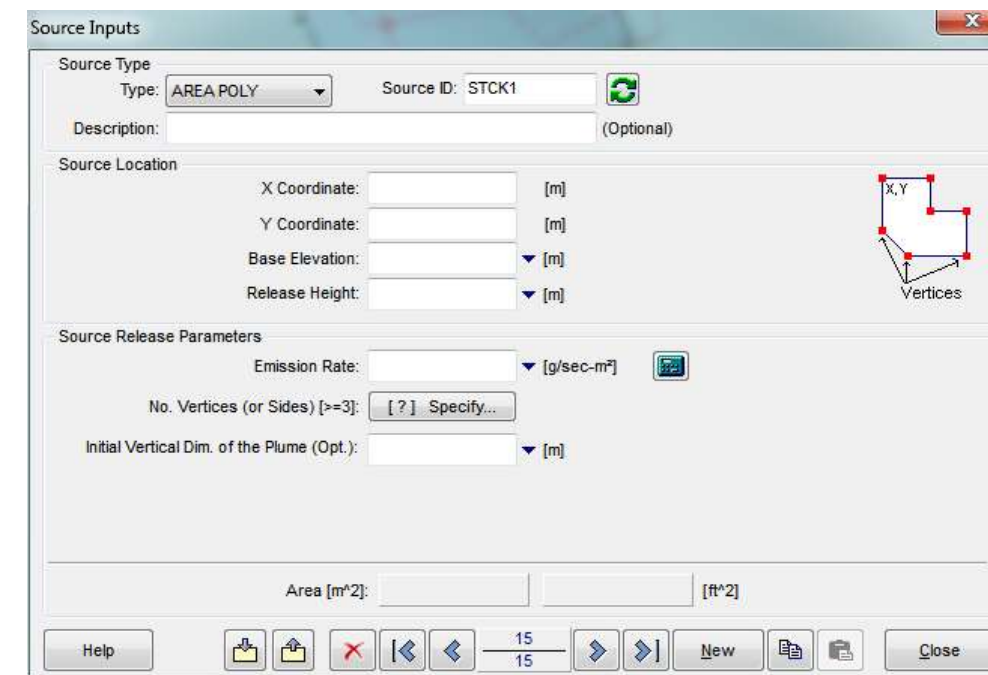 Source Inputs
Source Type
Type: AREA POLY Source ID: STCK1
Description: (Optional)
Source Location
X Coordinate: [m]
X,Y
Y Coordinate: [m]
Base Elevation: [m]
Release Height: [m]
Vertices
Source Release Parameters
Emission Rate: [g/sec-m²]
No. Vertices (or Sides) [>=3]: [ ? ] Specify...
Initial Vertical Dim. of the Plume (Opt.): [m]
Area [m^2]: [ft^2]
Help 15 New Close
15